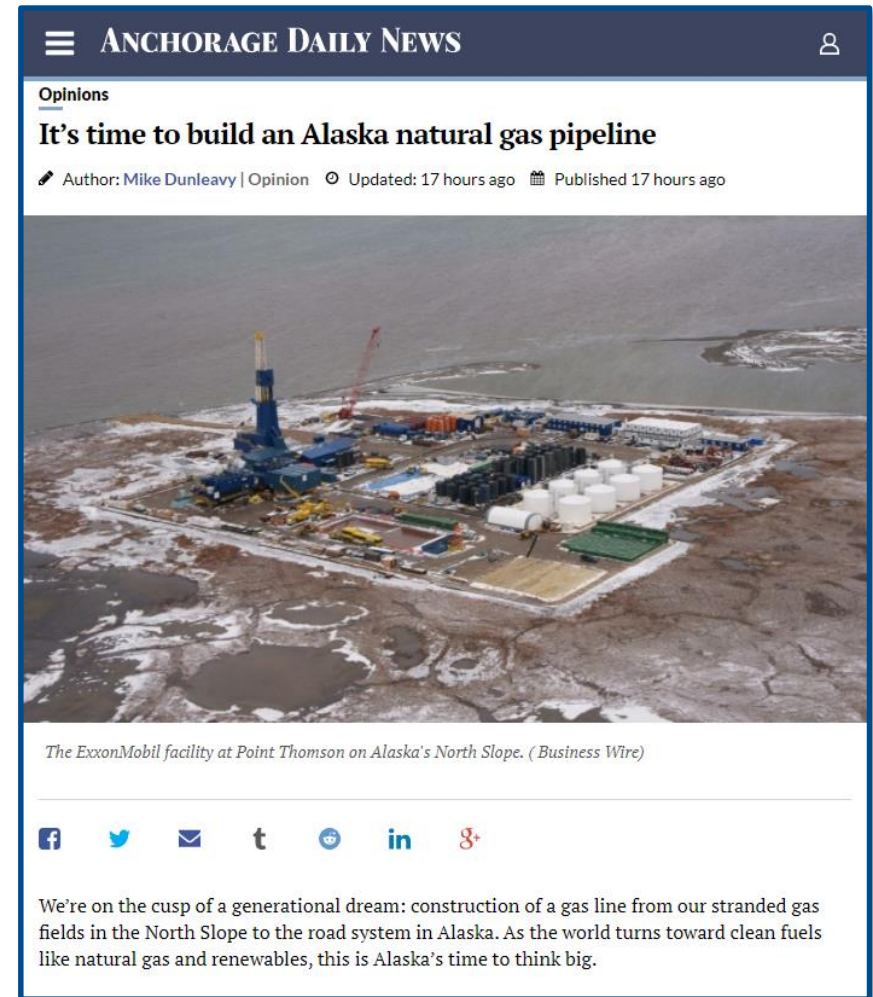 ANCHORAGE DAILY NEWS
Opinions
It's time to build an Alaska natural gas pipeline
Author: Mike Dunleavy | Opinion Updated: 17 hours ago Published 17 hours ago
The ExxonMobil facility at Point Thomson on Alaska's North Slope. ( Business Wire)
We're on the cusp of a generational dream: construction of a gas line from our stranded gas
fields in the North Slope to the road system in Alaska. As the world turns toward clean fuels
like natural gas and renewables, this is Alaska's time to think big.